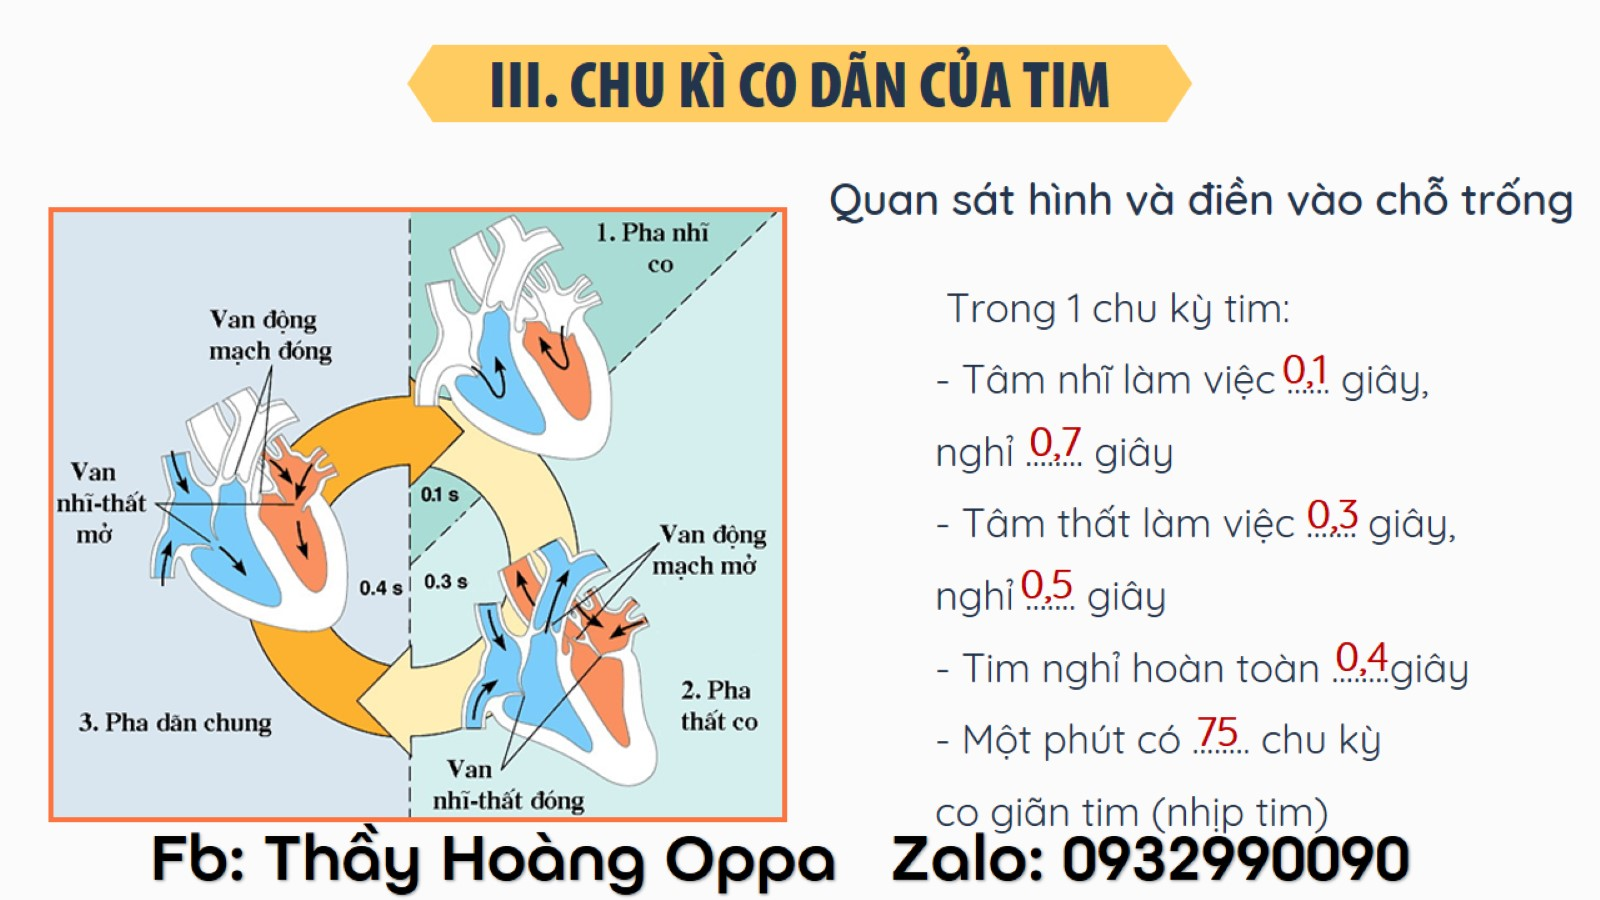 III. CHU KÌ CO DÃN CỦA TIM
Quan sát hình và điền vào chỗ trống
1. Pha nhĩ
co
Van động
mạch đóng
Van
nhĩ-thất
mở
0.1 s
0.4 s
0.3 s
Van động
mạch mở
2. Pha
thất co
3. Pha dãn chung
Van
nhĩ-thất đóng
Trong 1 chu kỳ tim:
- Tâm nhĩ làm việc 0,1 giây,
nghỉ 0,7 giây
- Tâm thất làm việc 0,3 giây,
nghỉ 0,5 giây
- Tim nghỉ hoàn toàn 0,4 giây
- Một phút có 75 chu kỳ
co giãn tim (nhịp tim)
Fb: Thầy Hoàng Oppa Zalo: 0932990090